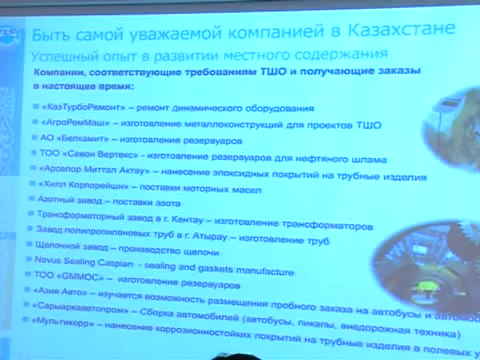 Быть самой уважаемой компанией в Казахстане
Успешный опыт в развитии местного содержания
Компании, соответствующие требованиям ТШО и получающие заказы
в настоящее время:
• «КазТурбоРемонт» – ремонт динамического оборудования
• «АгроРемМаш» – изготовление металлоконструкций для проектов ТШО
• АО «Белкамит» – изготовление резервуаров
• ТОО «Севон Вертекс» - изготовление резервуаров для нефтяного шлама
• «Арселор Миттал Актау» – нанесение эпоксидных покрытий на трубные изделия
• «Хилл Корпорейшн» – поставки моторных масел
• Азотный завод – поставки азота
• Трансформаторный завод в г. Кентау – изготовление трансформаторов
• Завод полипропиленовых труб в г. Атырау – изготовление труб
• Щелочной завод – производство щелочи
• Novus Sealing Caspian - sealing and gaskets manufacture
• ТОО «GMMOC» – изготовление резервуаров
• «Азия Авто» – изучается возможность размещения пробного заказа на автобусы и
• «Сарыаркаавтопром» – Сборка автомобилей (автобусы, пикапы, внедорожная техника)
• «Мультикорр» – нанесение коррозионностойких покрытий на трубные изделия в полевых